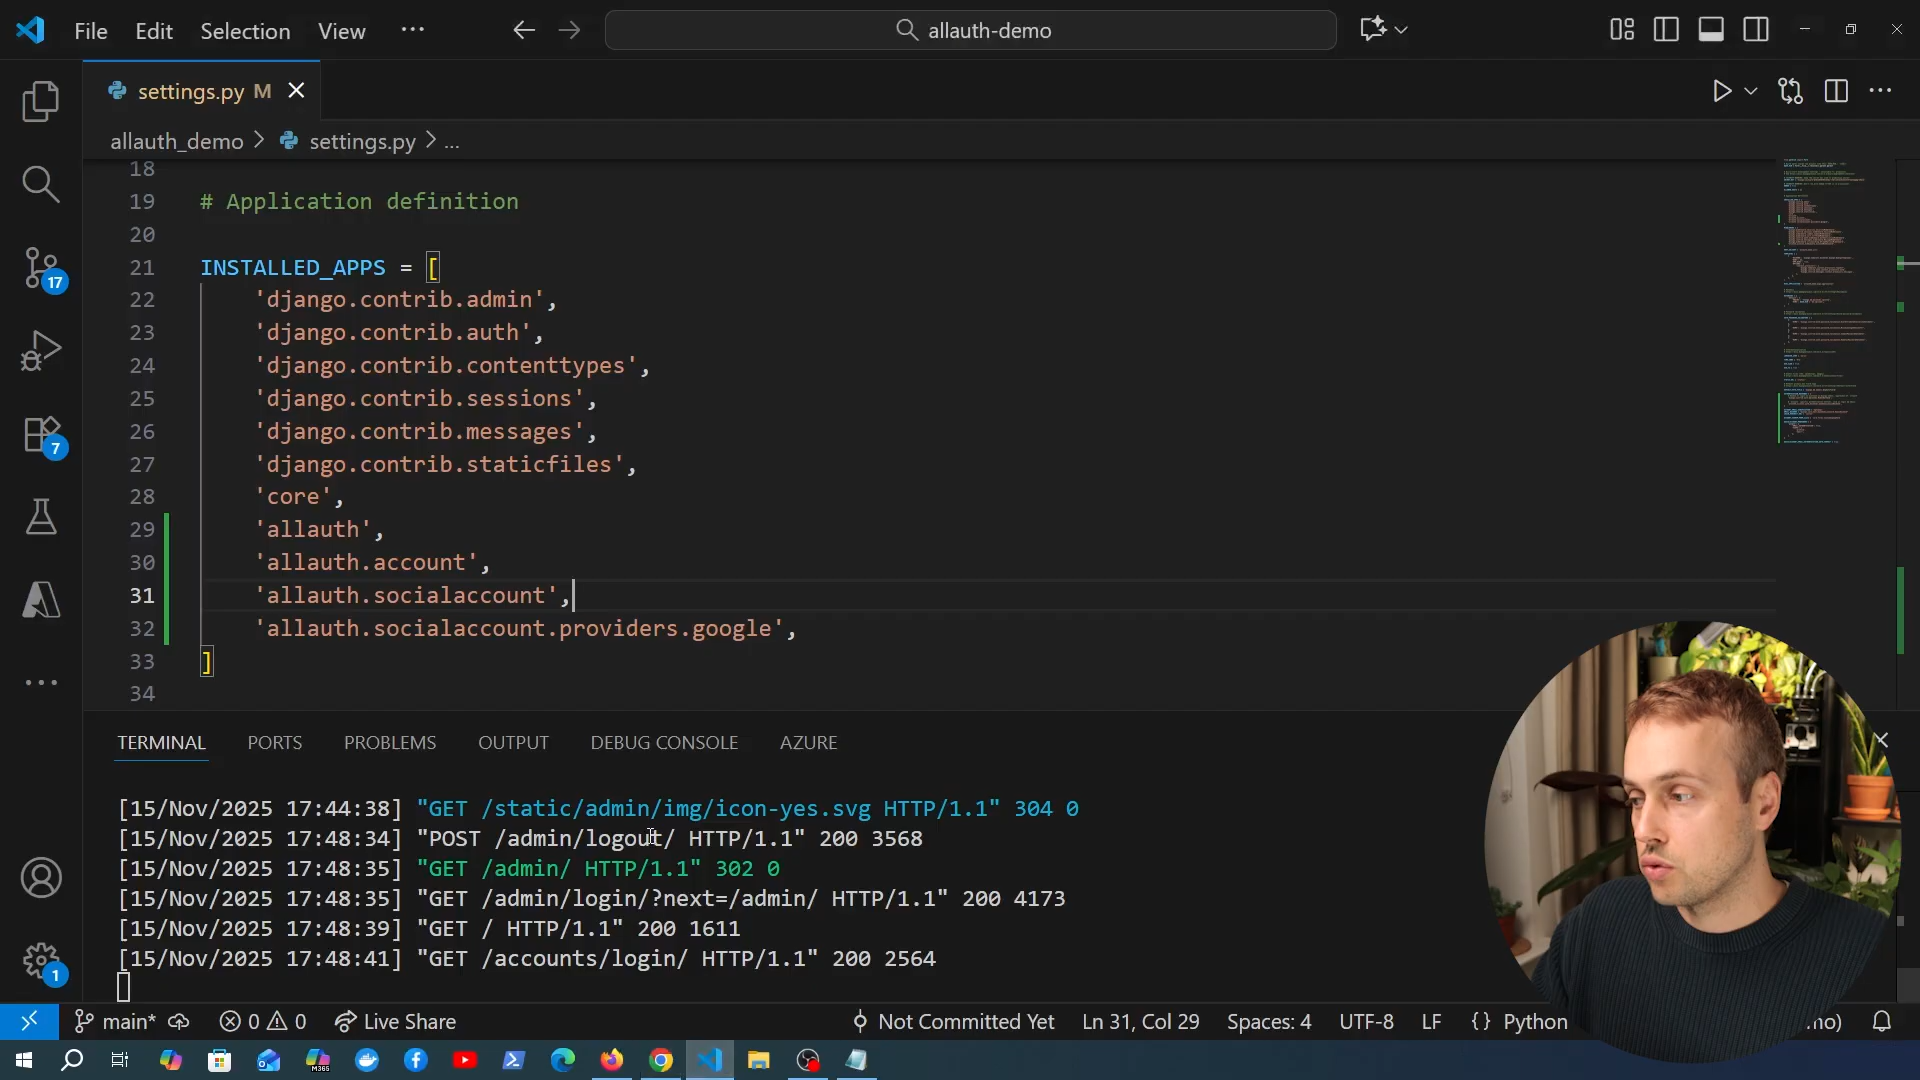 File Edit Selection View ··· allauth-demo
settings.py M
allauth_demo > settings.py > ...
18
19 # Application definition
20
21 INSTALLED_APPS = [
22 'django.contrib.admin',
23 'django.contrib.auth',
24 'django.contrib.contenttypes',
25 'django.contrib.sessions',
26 'django.contrib.messages',
27 'django.contrib.staticfiles',
28 'core',
29 'allauth',
30 'allauth.account',
31 'allauth.socialaccount',
32 'allauth.socialaccount.providers.google',
33 ]
34
17
7
1
TERMINAL PORTS PROBLEMS OUTPUT DEBUG CONSOLE AZURE
[15/Nov/2025 17:44:38] "GET /static/admin/img/icon-yes.svg HTTP/1.1" 304 0
[15/Nov/2025 17:48:34] "POST /admin/logout/ HTTP/1.1" 200 3568
[15/Nov/2025 17:48:35] "GET /admin/ HTTP/1.1" 302 0
[15/Nov/2025 17:48:35] "GET /admin/login/?next=/admin/ HTTP/1.1" 200 4173
[15/Nov/2025 17:48:39] "GET / HTTP/1.1" 200 1611
[15/Nov/2025 17:48:41] "GET /accounts/login/ HTTP/1.1" 200 2564
main* 0 0 Live Share Not Committed Yet Ln 31, Col 29 Spaces: 4 UTF-8 LF {} Python
M365